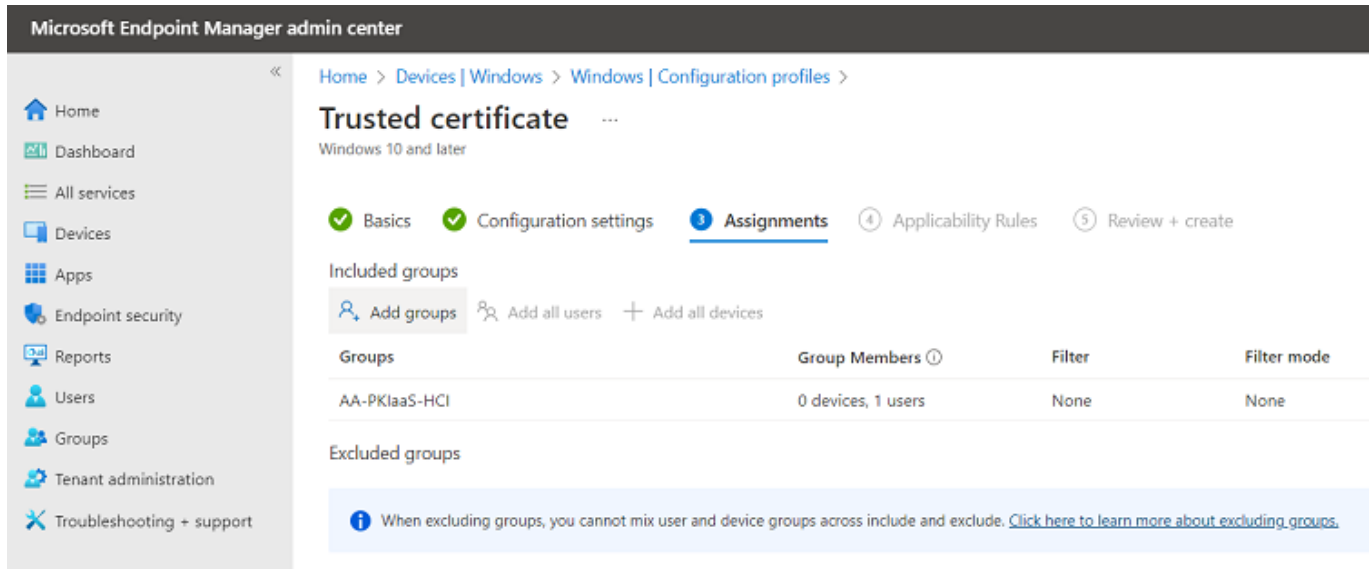 Microsoft Endpoint Manager admin center
«
Home > Devices | Windows > Windows | Configuration profiles >
Home
Trusted certificate ...
Dashboard
Windows 10 and later
All services
Devices
Basics Configuration settings 3 Assignments 4 Applicability Rules 5 Review + create
Apps
Included groups
Endpoint security
Add groups Add all users + Add all devices
Reports
Groups Group Members Filter Filter mode
Users
AA-PKIaaS-HCI 0 devices, 1 users None None
Groups
Excluded groups
Tenant administration
Troubleshooting + support
When excluding groups, you cannot mix user and device groups across include and exclude. Click here to learn more about excluding groups.